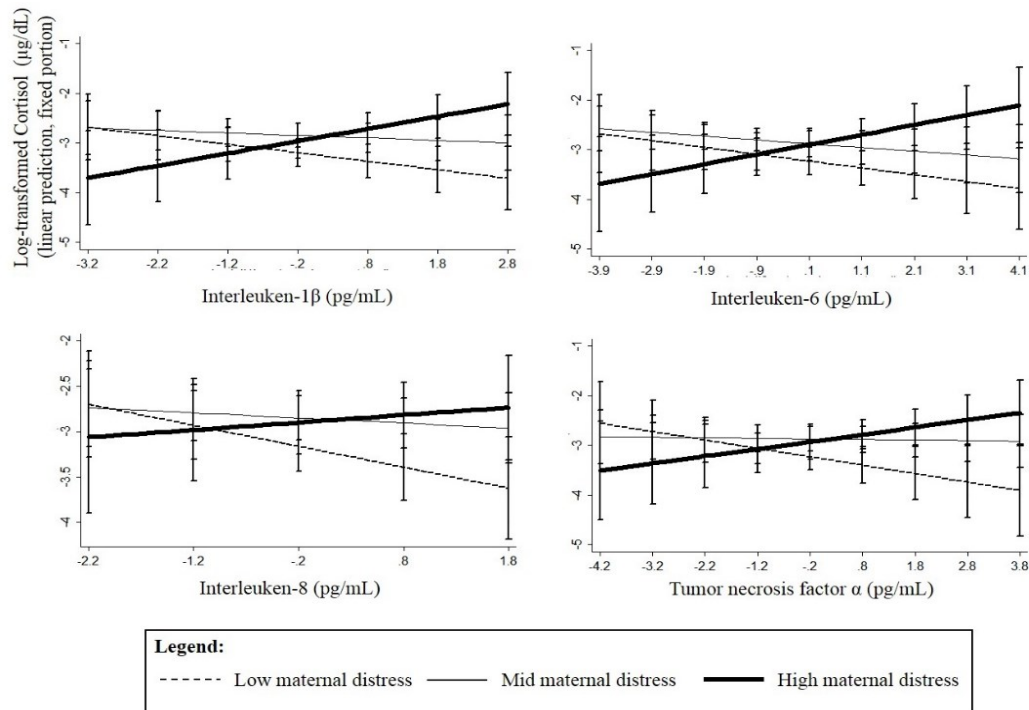 Log-transformed Cortisol (µg/dL)
(linear prediction, fixed portion)
-1
-2
-3
-4
-5
-3.2 -2.2 -1.2 -.2 .8 1.8 2.8
Interleuken-1β (pg/mL)
-1
-2
-3
-4
-5
-3.9 -2.9 -1.9 -.9 .1 1.1 2.1 3.1 4.1
Interleuken-6 (pg/mL)
-2
-2.5
-3
-3.5
-4
-2.2 -1.2 -.2 .8 1.8
Interleuken-8 (pg/mL)
-1
-2
-3
-4
-5
-4.2 -3.2 -2.2 -1.2 -.2 .8 1.8 2.8 3.8
Tumor necrosis factor α (pg/mL)
Legend:
Low maternal distress Mid maternal distress High maternal distress